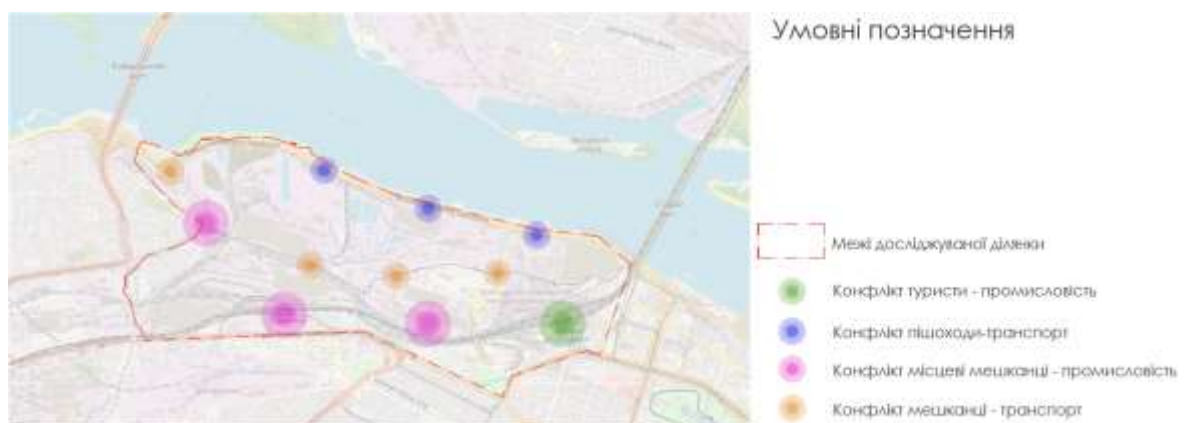 Умовні позначення
Межі досліджуваної ділянки
Конфлікт туристи - промисловість
Конфлікт пішоходи-транспорт
Конфлікт місцеві мешканці - промисловість
Конфлікт мешканці - транспорт